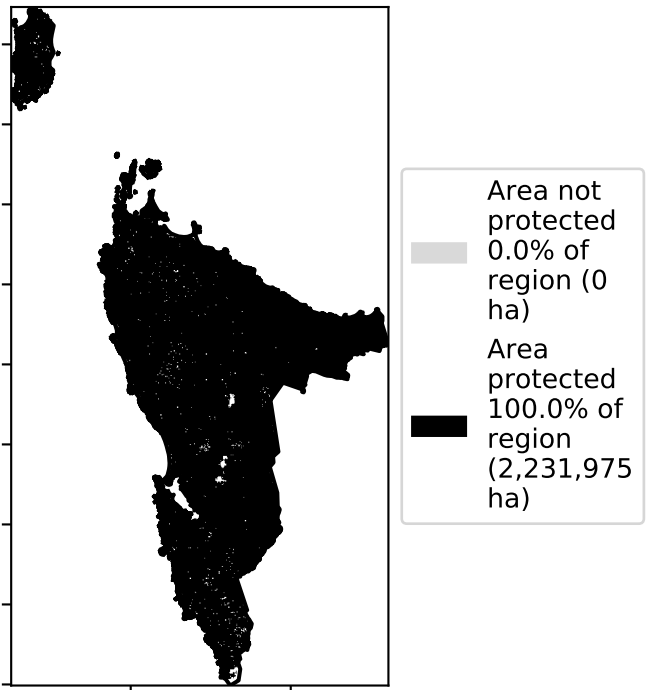 Area not
protected
0.0% of
region (0
ha)
Area
protected
100.0% of
region
(2,231,975
ha)